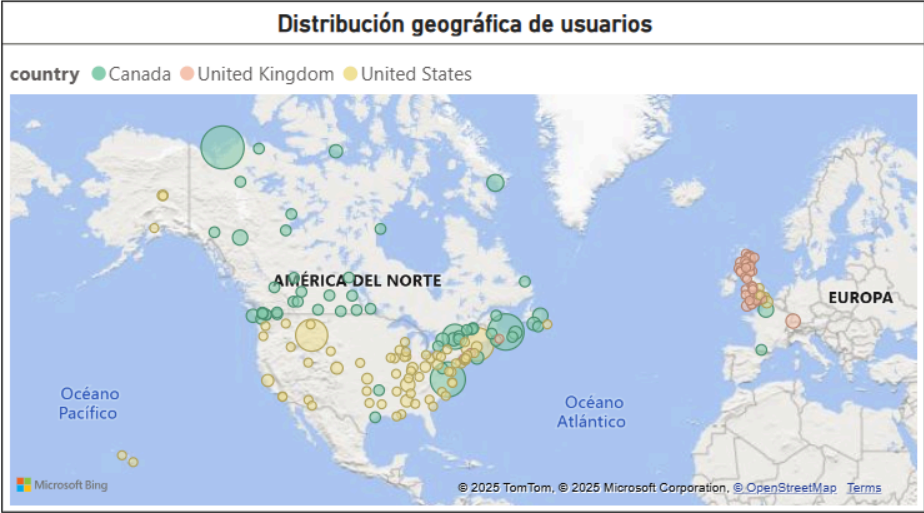 Distribución geográfica de usuarios
country Canada United Kingdom United States
AMÉRICA DEL NORTE
EUROPA
Océano
Pacífico
Océano
Atlántico
Microsoft Bing
© 2025 TomTom, © 2025 Microsoft Corporation, © OpenStreetMap Terms